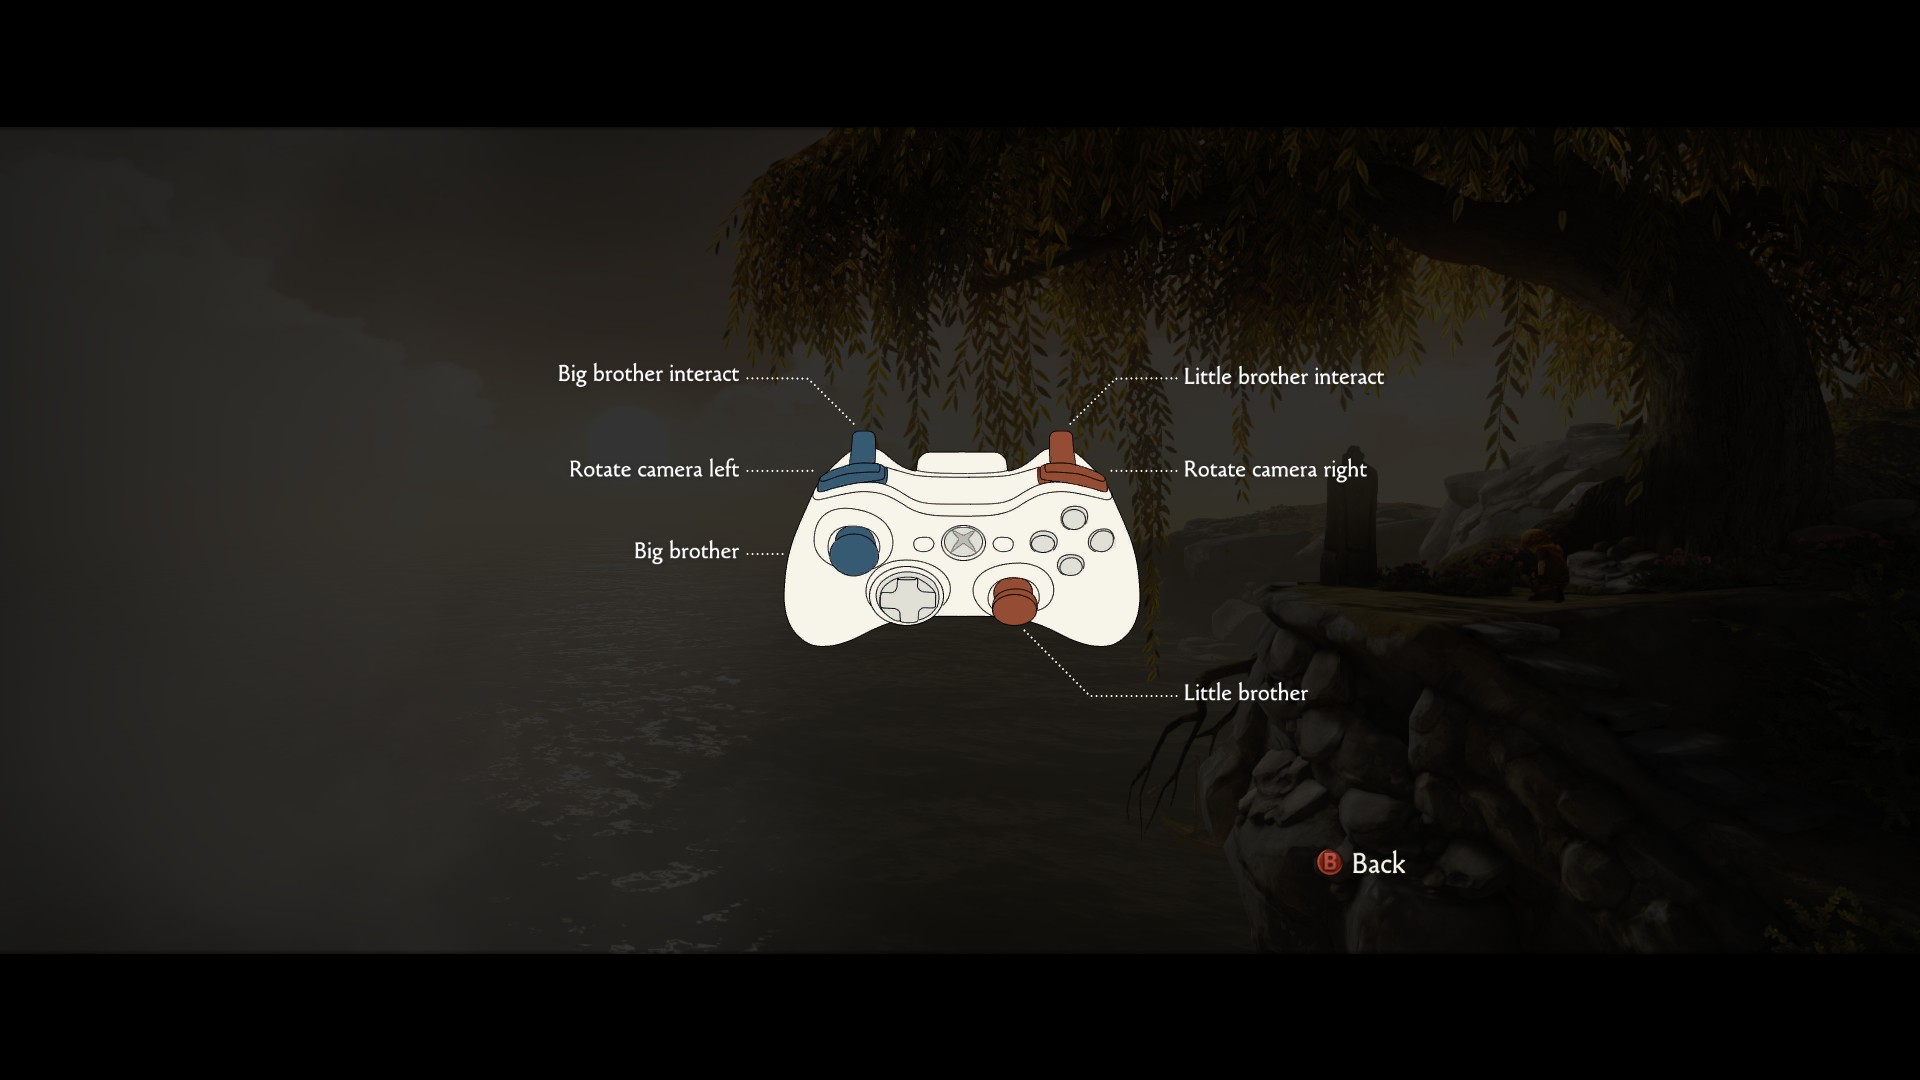 Big brother interact
Little brother interact
Rotate camera left
Rotate camera right
Big brother
Little brother
B Back